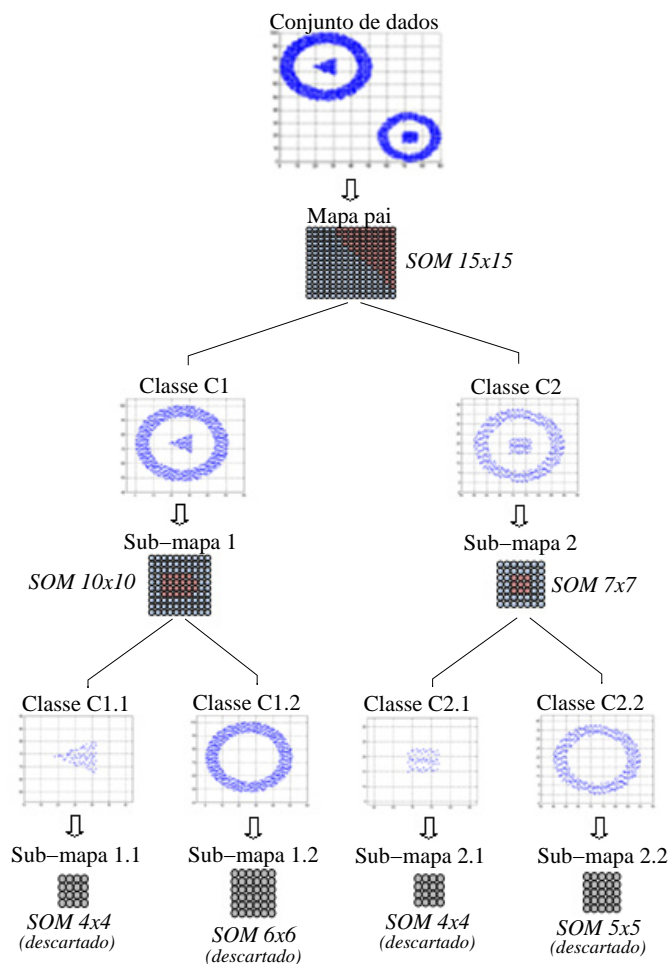 Conjunto de dados
Mapa pai
SOM 15x15
Classe C1
Classe C2
Sub−mapa 1
Sub−mapa 2
SOM 10x10
SOM 7x7
Classe C1.1
Classe C1.2
Classe C2.1
Classe C2.2
Sub−mapa 1.1
Sub−mapa 1.2
Sub−mapa 2.1
Sub−mapa 2.2
SOM 4x4
(descartado)
SOM 6x6
(descartado)
SOM 4x4
(descartado)
SOM 5x5
(descartado)